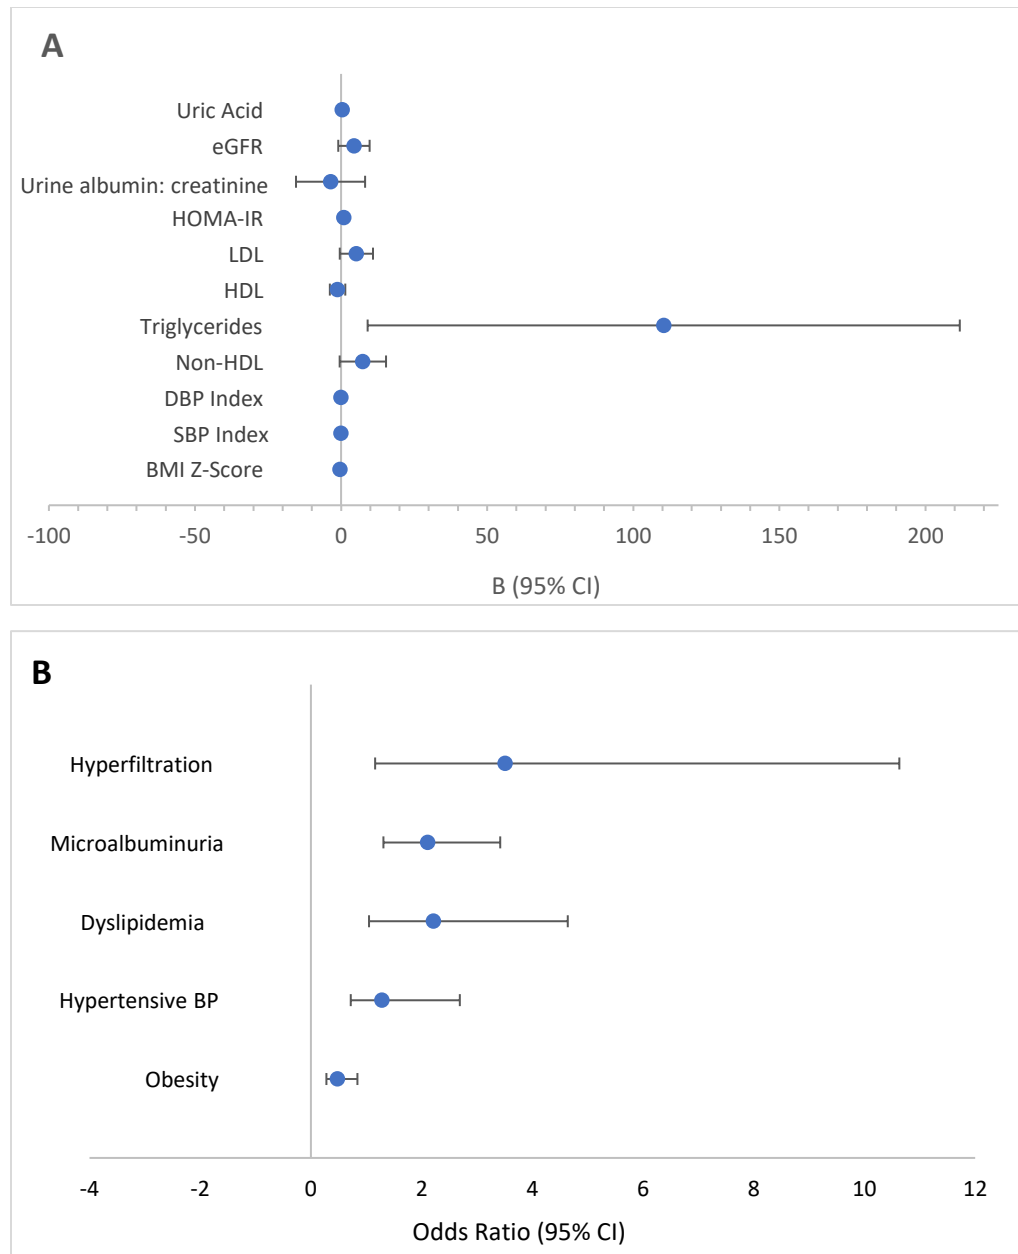 A
Uric Acid
eGFR
Urine albumin: creatinine
HOMA-IR
LDL
HDL
Triglycerides
Non-HDL
DBP Index
SBP Index
BMI Z-Score
-100 -50 0 50 100 150 200
B (95% CI)
B
Hyperfiltration
Microalbuminuria
Dyslipidemia
Hypertensive BP
Obesity
-4 -2 0 2 4 6 8 10 12
Odds Ratio (95% CI)